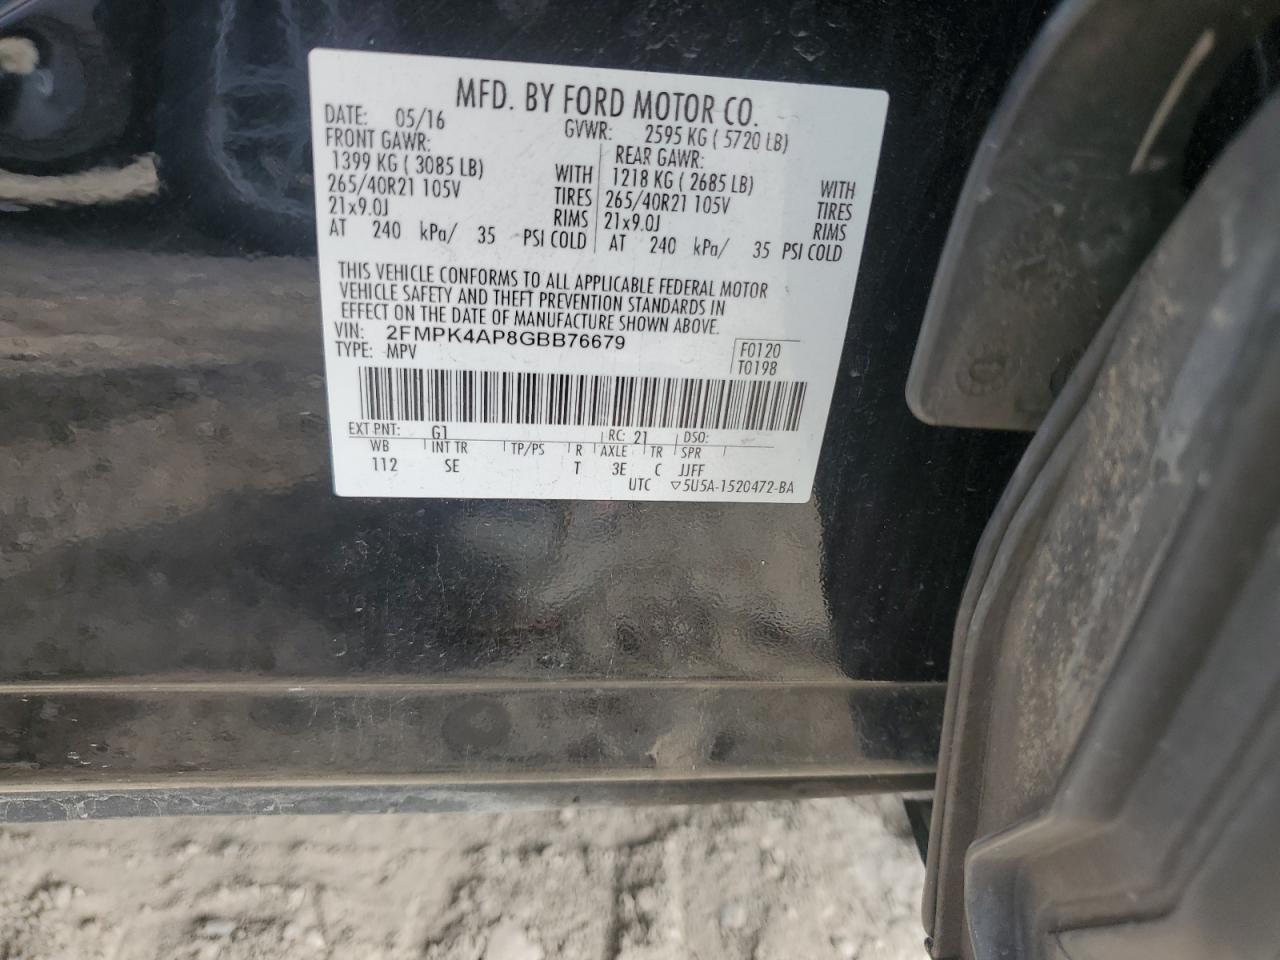 MFD. BY FORD MOTOR CO.
DATE: 05/16 GVWR: 2595 KG ( 5720 LB)
FRONT GAWR: REAR GAWR:
1399 KG ( 3085 LB) WITH 1218 KG ( 2685 LB) WITH
265/40R21 105V TIRES 265/40R21 105V TIRES
21x9.0J RIMS 21x9.0J RIMS
AT 240 kPa/ 35 PSI COLD AT 240 kPa/ 35 PSI COLD
THIS VEHICLE CONFORMS TO ALL APPLICABLE FEDERAL MOTOR
VEHICLE SAFETY AND THEFT PREVENTION STANDARDS IN
EFFECT ON THE DATE OF MANUFACTURE SHOWN ABOVE.
VIN: 2FMPK4AP8GBB76679
TYPE: MPV
F0120
T0198
EXT PNT: G1 RC: 21 DSO:
WB INT TR TP/PS R AXLE TR SPR
112 SE T 3E C JJFF
UTC ▽5U5A-1520472-BA